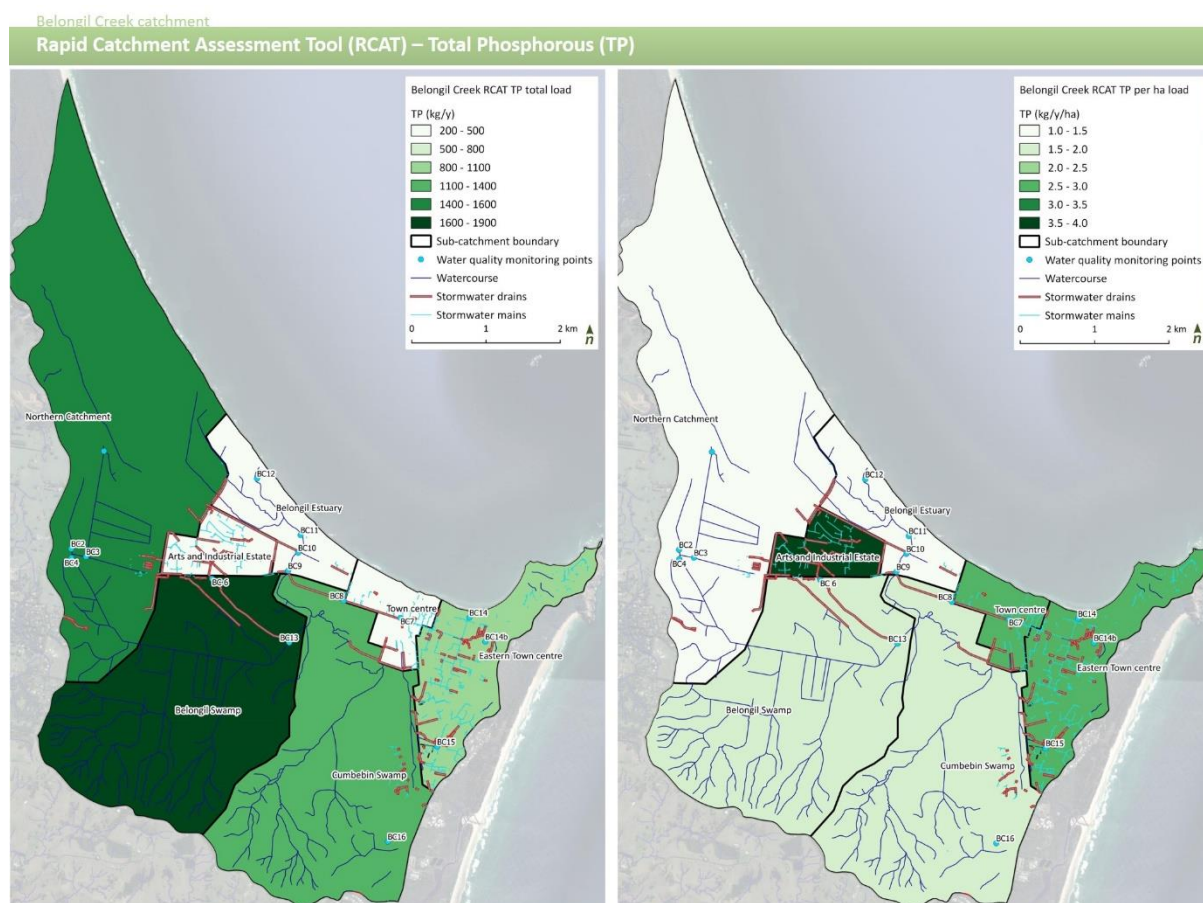 Belongil Creek catchment
Rapid Catchment Assessment Tool (RCAT) – Total Phosphorous (TP)
Belongil Creek RCAT TP total load
TP (kg/y)
200 - 500
500 - 800
800 - 1100
1100 - 1400
1400 - 1600
1600 - 1900
Sub-catchment boundary
Water quality monitoring points
Watercourse
Stormwater drains
Stormwater mains
0 1 2 km
n
Northern Catchment
BC12
Belongil Estuary
BC11
BC2
BC3
BC10
BC4
Arts and Industrial Estate
BC9
BC 6
BC8
Town centre
BC14
BC7
BC13
BC14b
Eastern Town centre
Belongil Swamp
BC15
Cumbebin Swamp
BC16
Belongil Creek RCAT TP per ha load
TP (kg/y/ha)
1.0 - 1.5
1.5 - 2.0
2.0 - 2.5
2.5 - 3.0
3.0 - 3.5
3.5 - 4.0
Sub-catchment boundary
Water quality monitoring points
Watercourse
Stormwater drains
Stormwater mains
0 1 2 km
n
Northern Catchment
BC12
Belongil Estuary
BC11
BC2
BC3
BC10
BC4
Arts and Industrial Estate
BC9
BC 6
BC8
Town centre
BC14
BC7
BC13
BC14b
Eastern Town centre
Belongil Swamp
BC15
Cumbebin Swamp
BC16